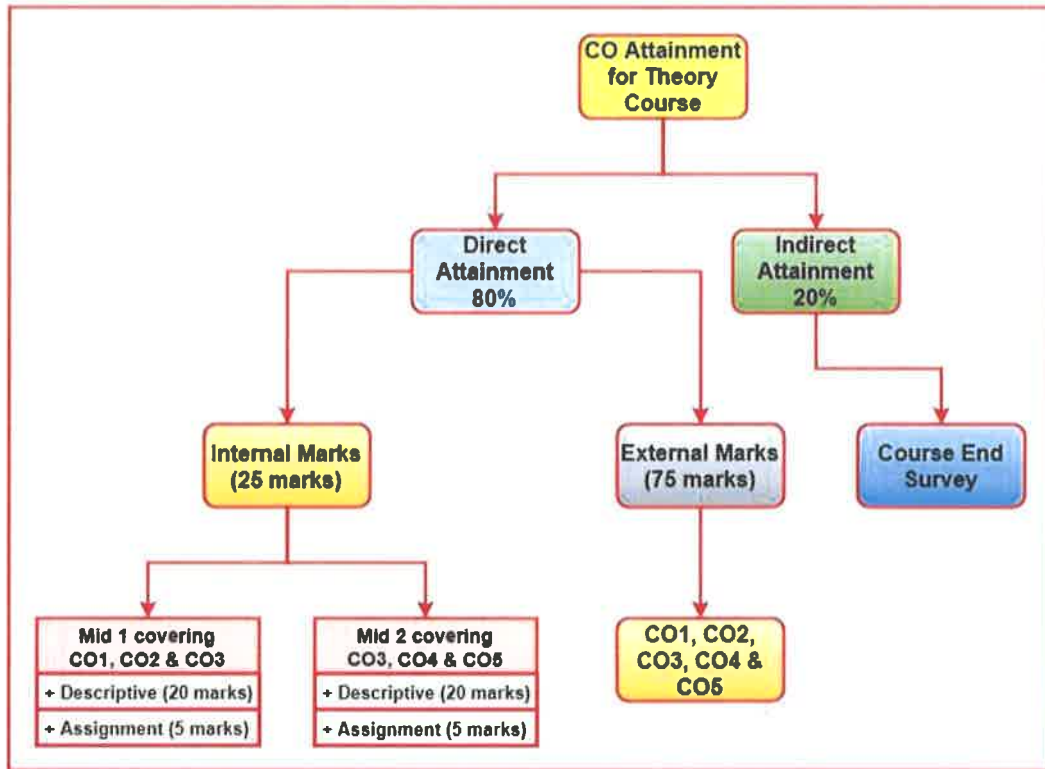 CO Attainment
for Theory
Course
Direct
Attainment
80%
Indirect
Attainment
20%
Internal Marks
(25 marks)
External Marks
(75 marks)
Course End
Survey
Mid 1 covering
CO1, CO2 & CO3
+ Descriptive (20 marks)
+ Assignment (5 marks)
Mid 2 covering
CO3, CO4 & CO5
+ Descriptive (20 marks)
+ Assignment (5 marks)
CO1, CO2,
CO3, CO4 &
CO5